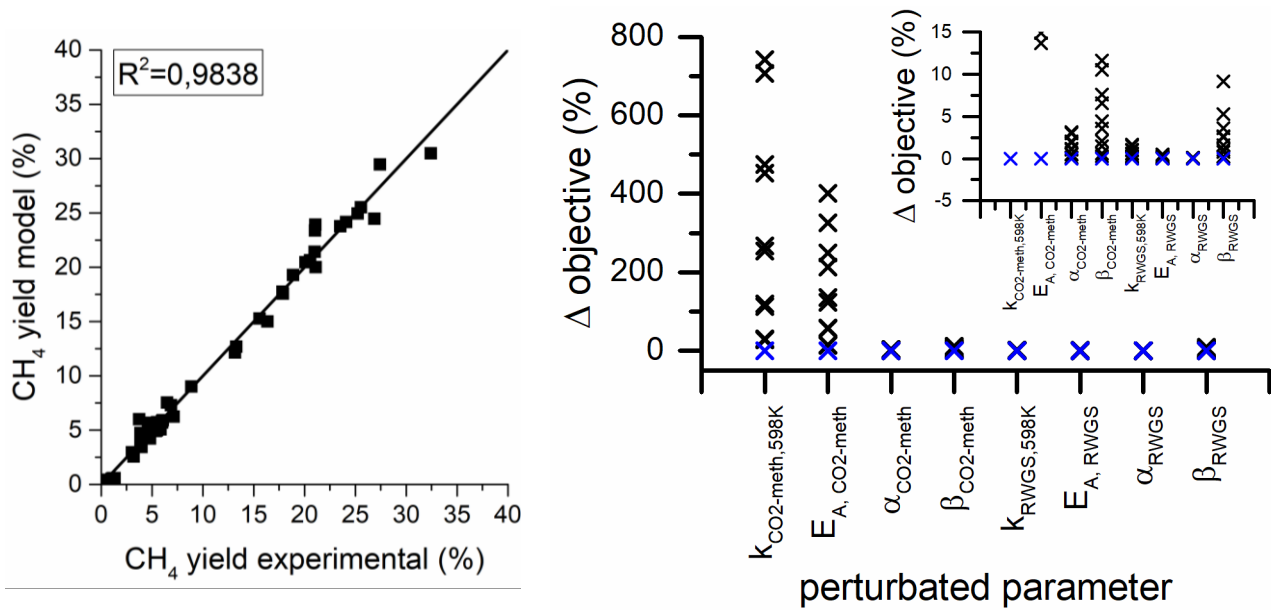 40
35
30
25
20
15
10
5
0
R²=0,9838
CH₄ yield model (%)
0 5 10 15 20 25 30 35 40
CH₄ yield experimental (%)
800
600
400
200
0
Δ objective (%)
k_CO2-meth,598K
E_A, CO2-meth
α_CO2-meth
β_CO2-meth
k_RWGS,598K
E_A, RWGS
α_RWGS
β_RWGS
perturbated parameter
15
10
5
0
-5
Δ objective (%)
k_CO2-meth,598K
E_A, CO2-meth
α_CO2-meth
β_CO2-meth
k_RWGS,598K
E_A, RWGS
α_RWGS
β_RWGS